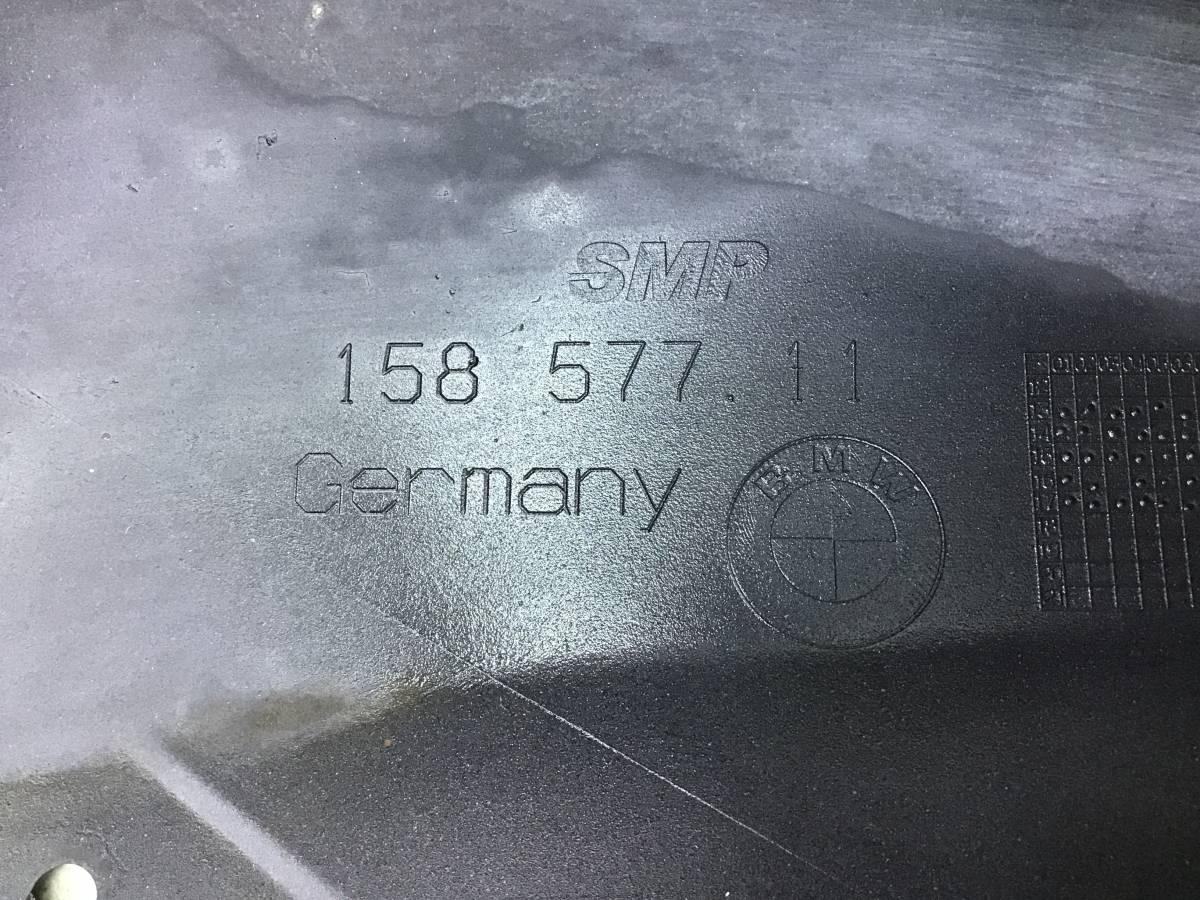 SMP
158 577.11
Germany
BMW